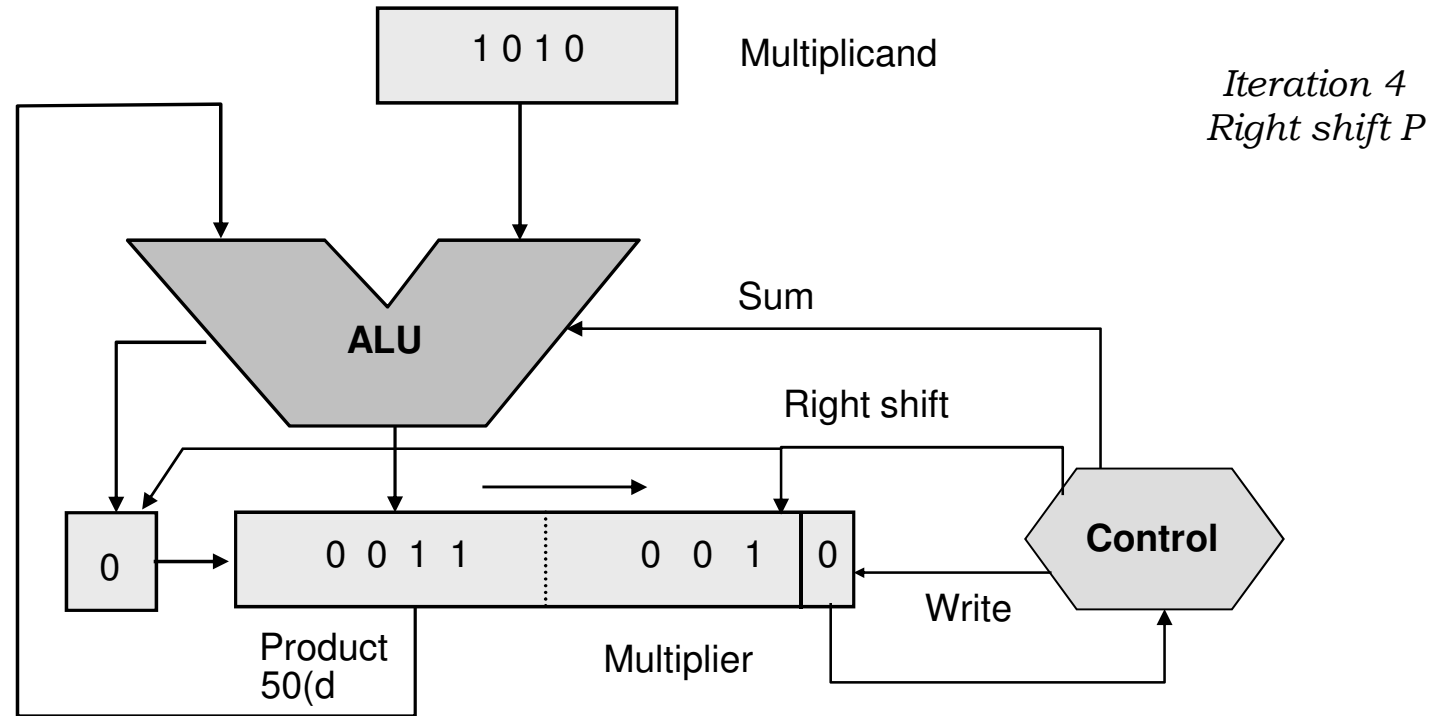 1 0 1 0
Multiplicand
Iteration 4
Right shift P
Sum
ALU
Right shift
Control
0
0 0 1 1
0 0 1
0
Write
Product
50(d
Multiplier